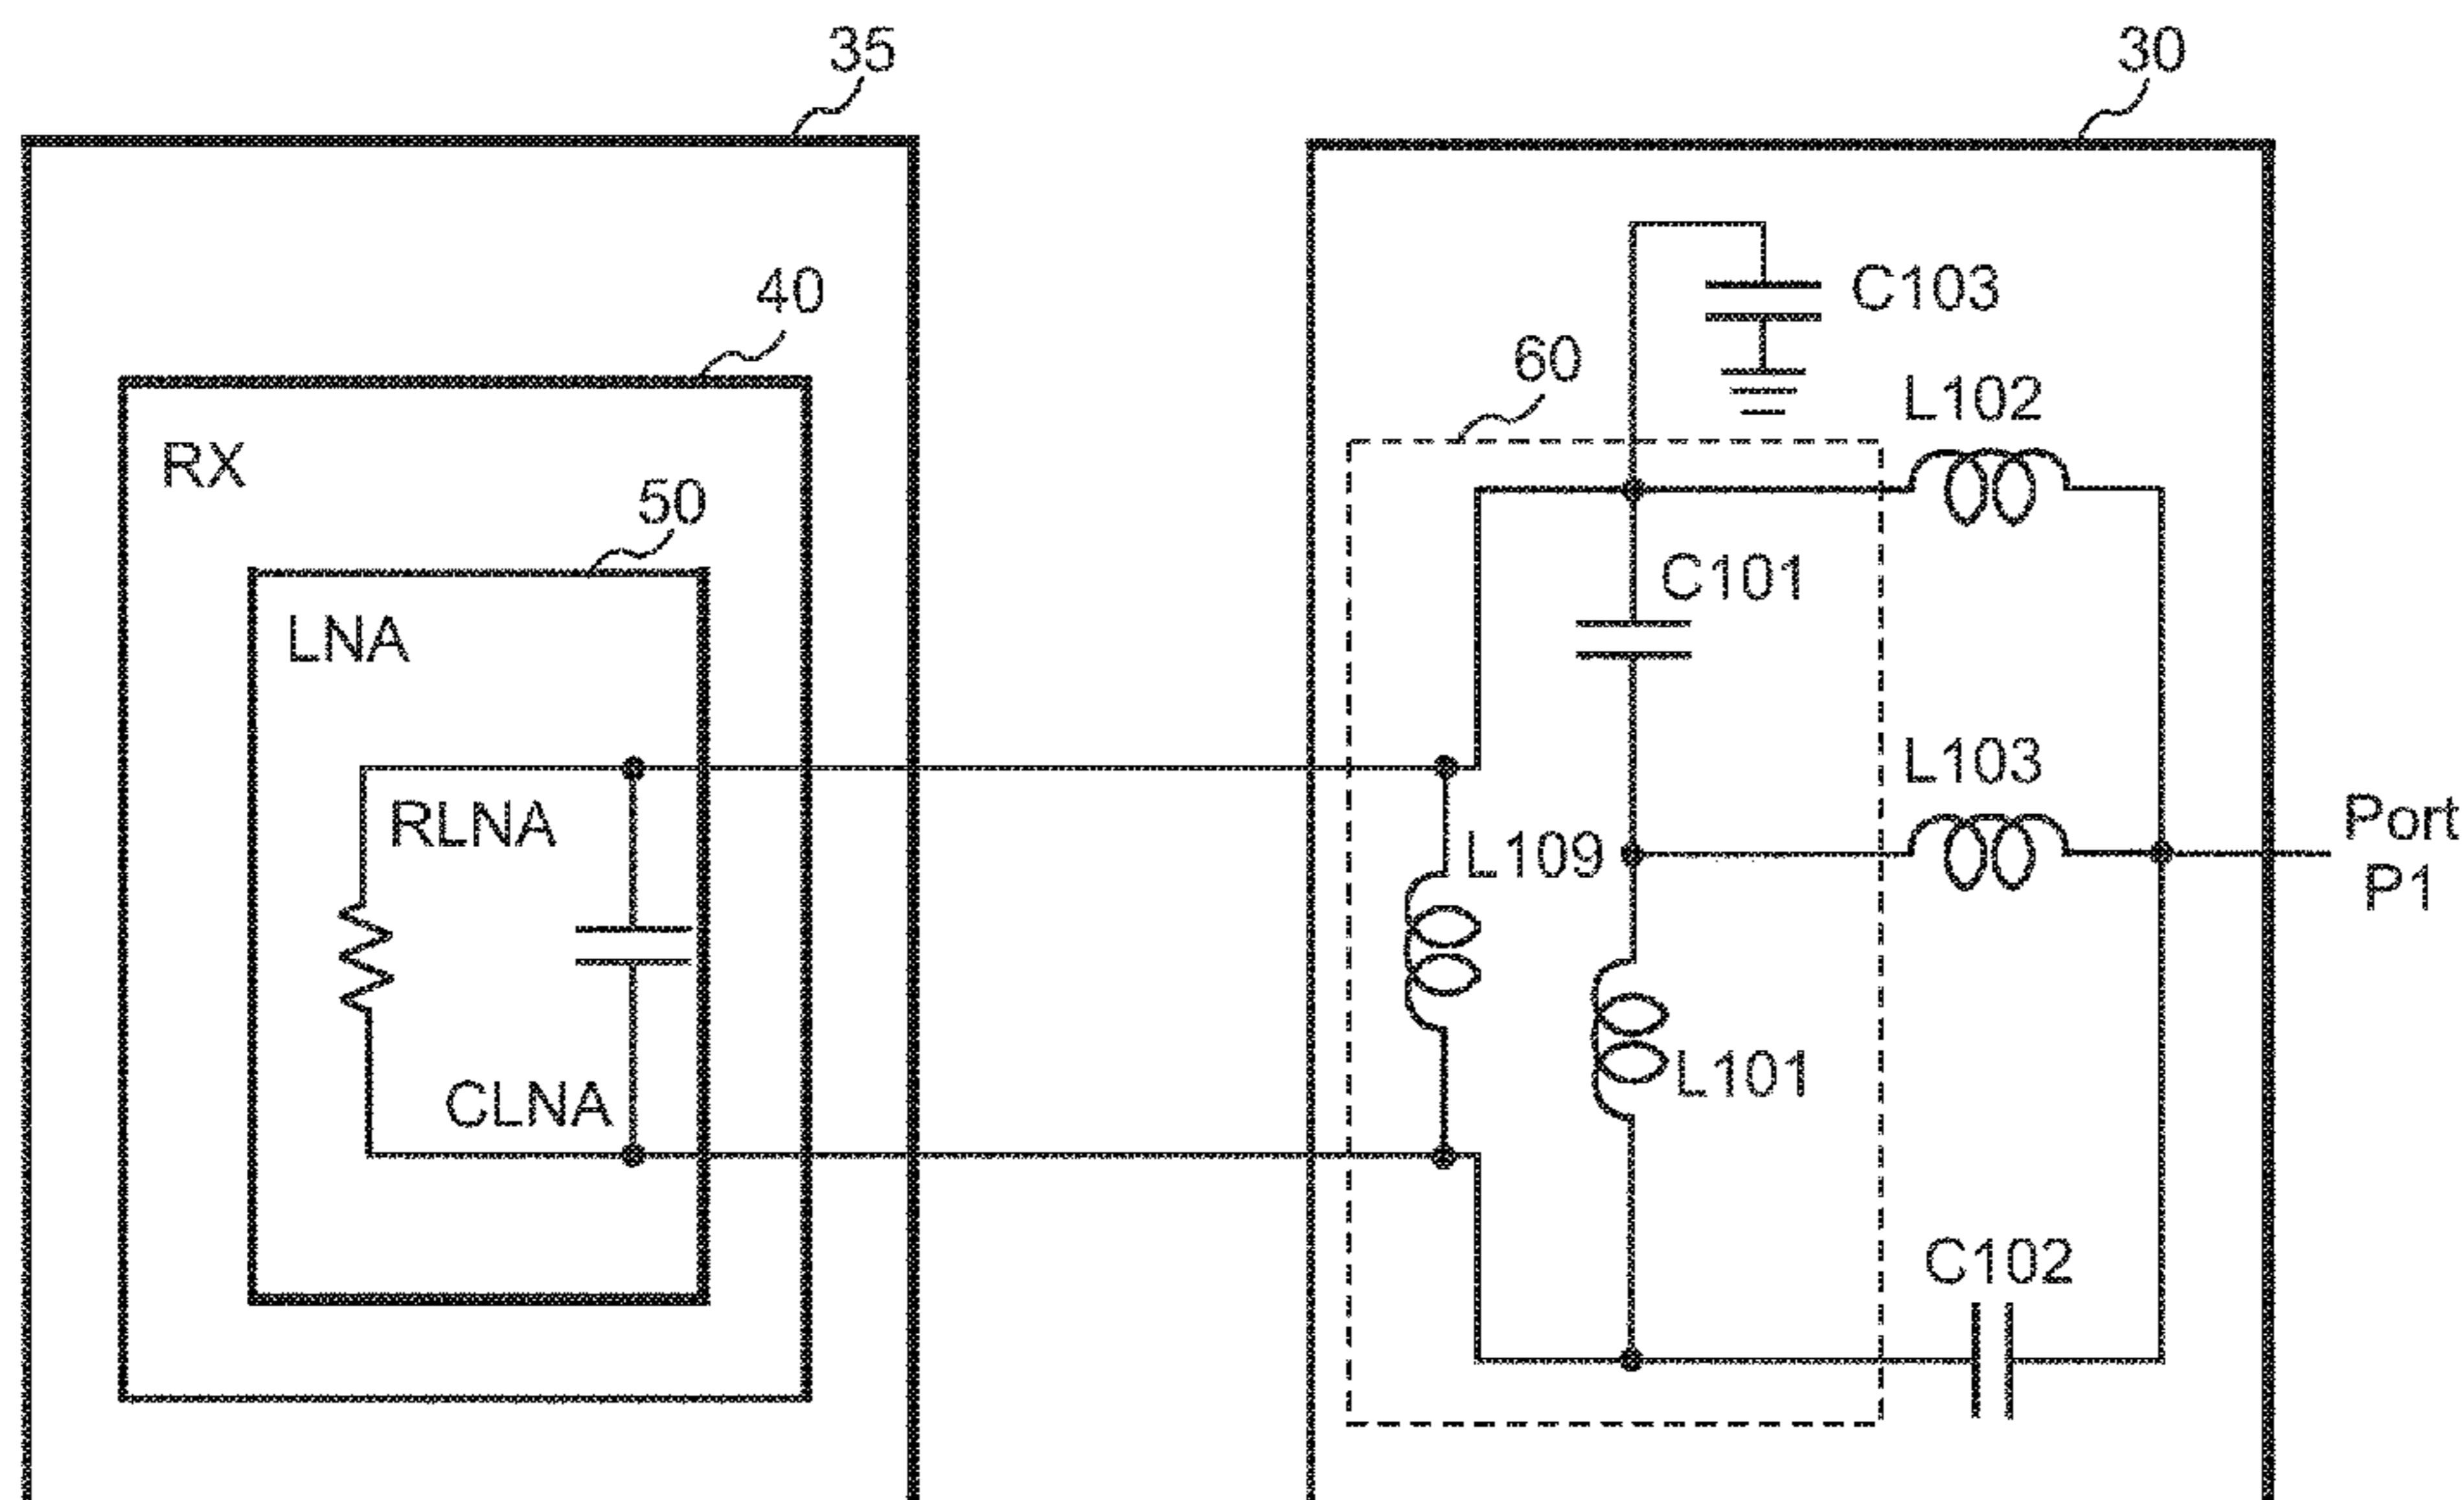 35
30
40
C103
60
L102
RX
50
C101
LNA
L103
Port
P1
RLNA
L109
L101
CLNA
C102